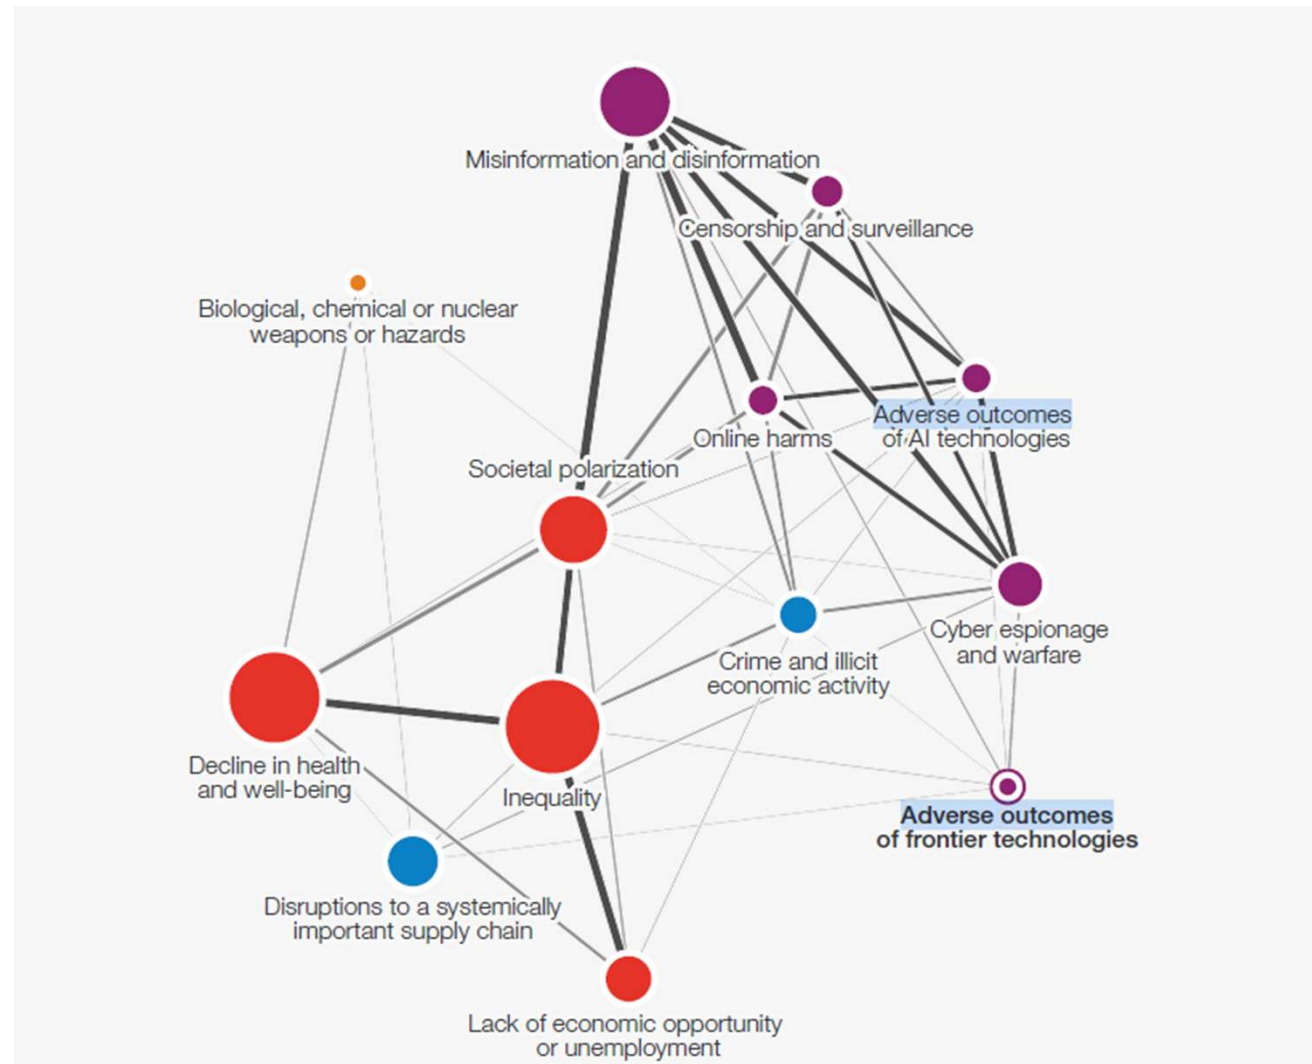 Misinformation and disinformation
Censorship and surveillance
Biological, chemical or nuclear
weapons or hazards
Adverse outcomes
of AI technologies
Online harms
Societal polarization
Cyber espionage
and warfare
Crime and illicit
economic activity
Decline in health
and well-being
Inequality
Adverse outcomes
of frontier technologies
Disruptions to a systemically
important supply chain
Lack of economic opportunity
or unemployment